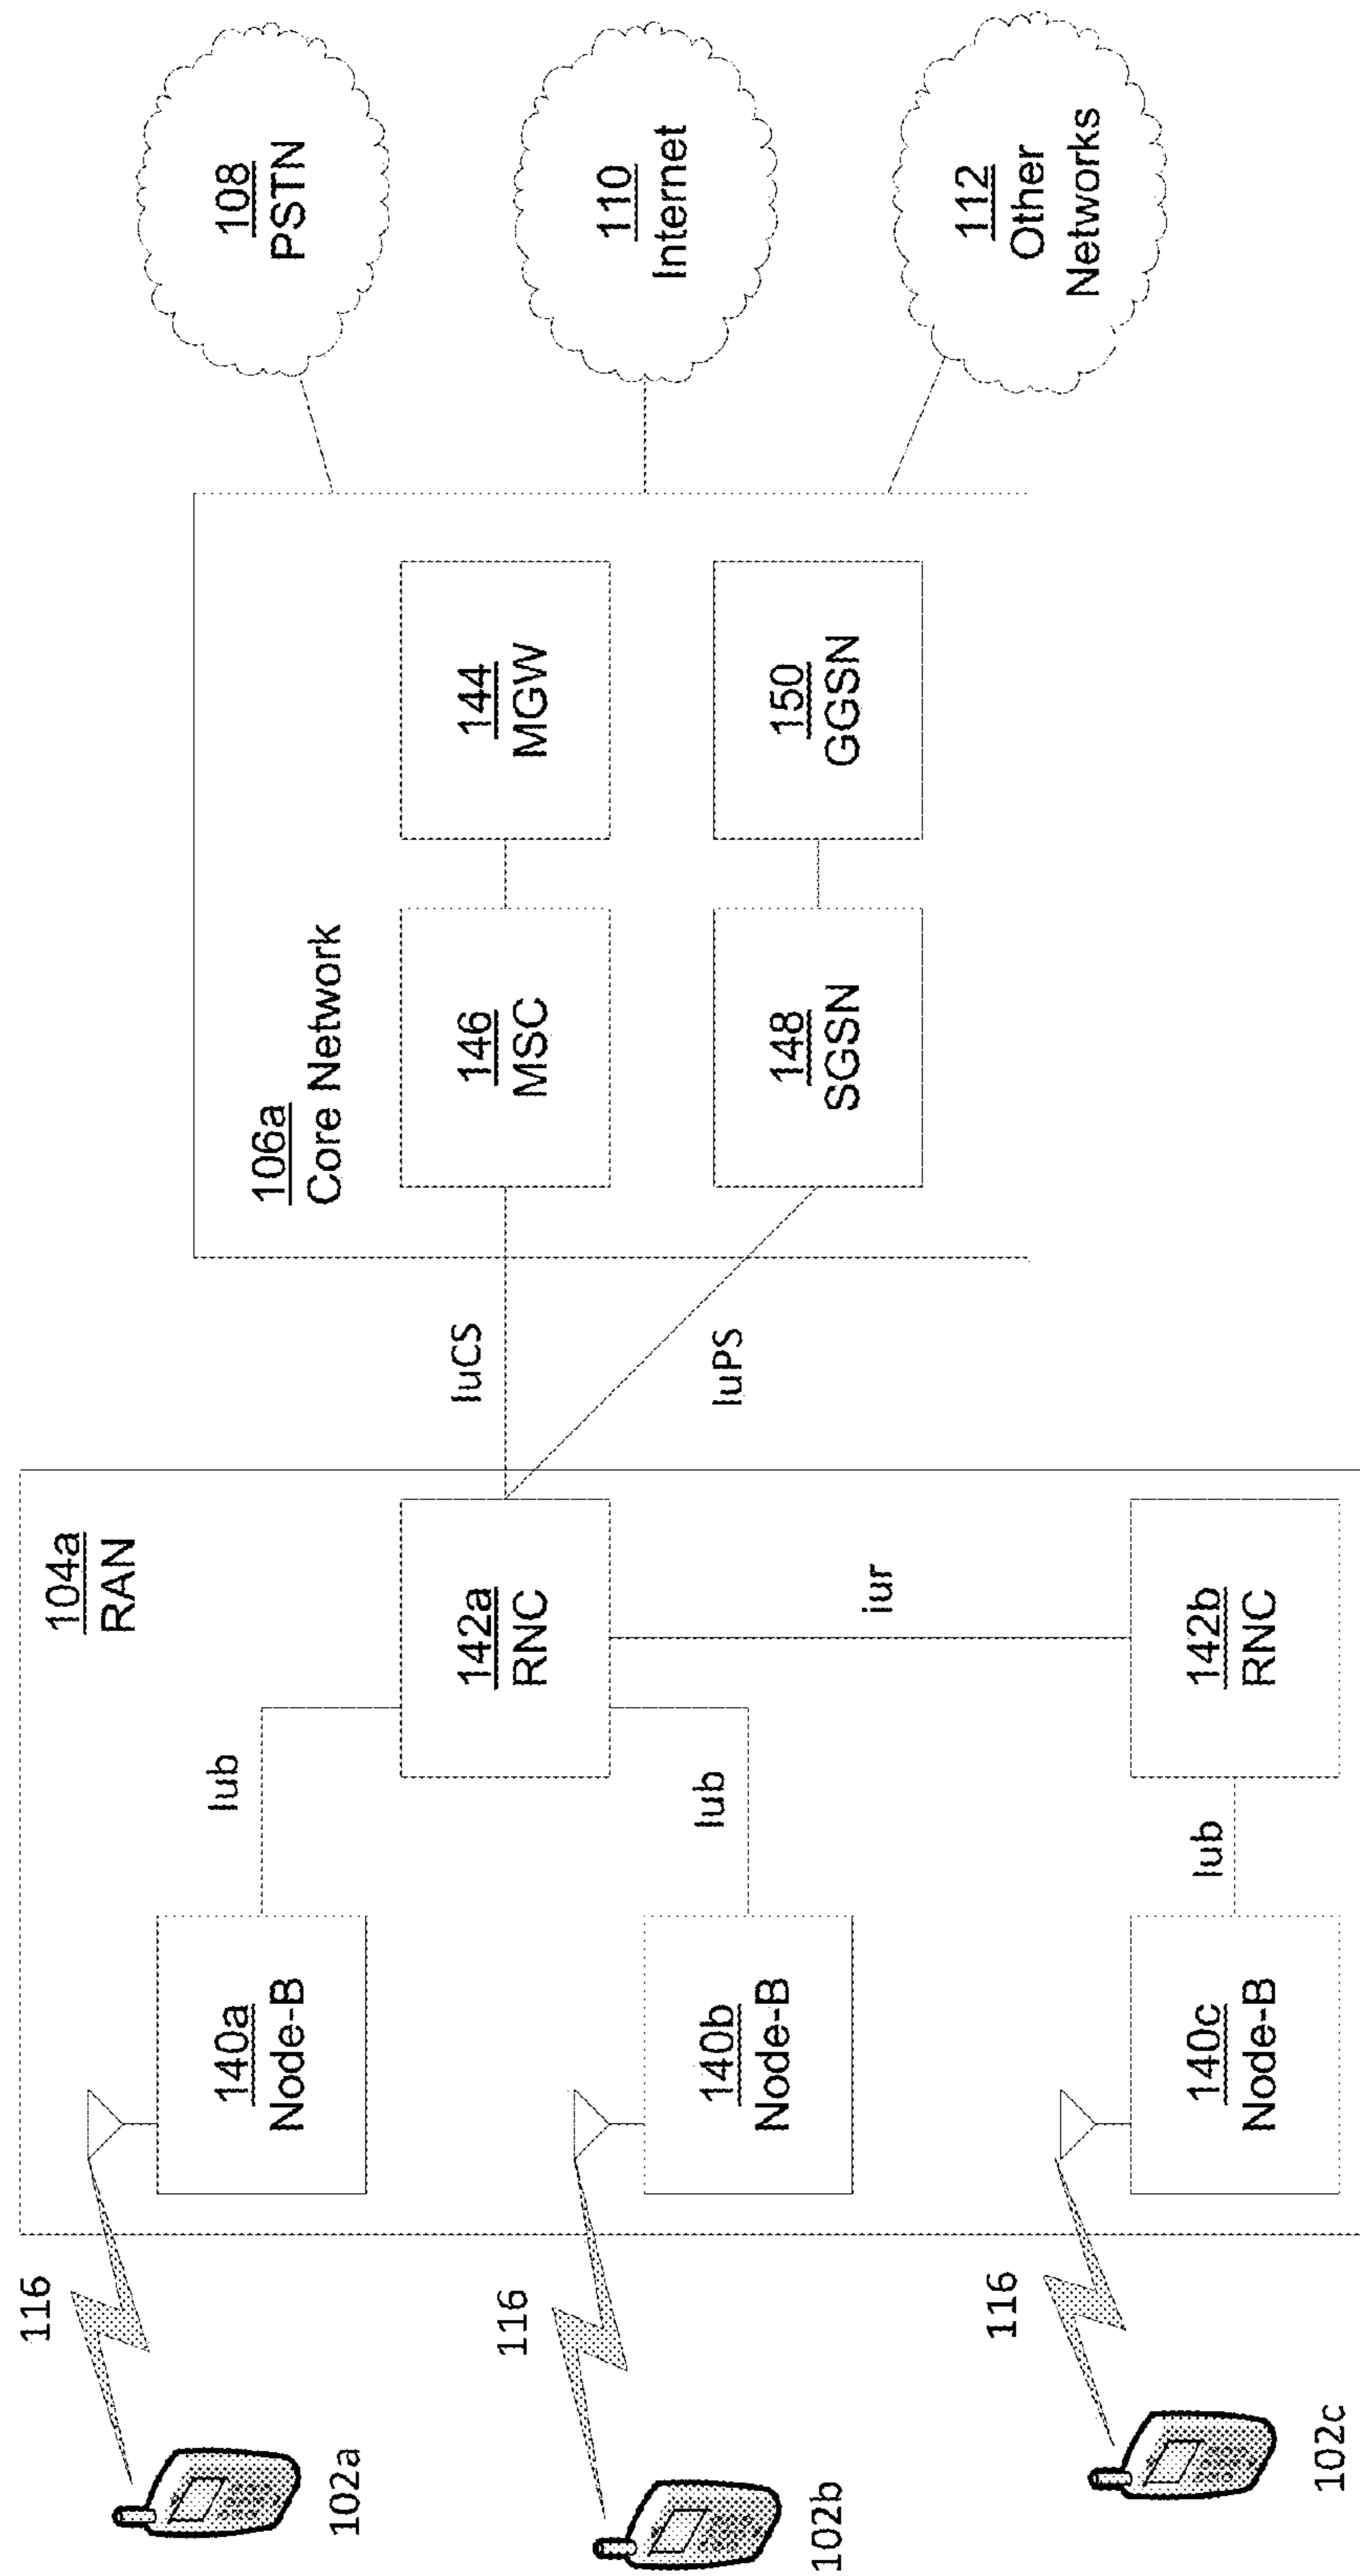 104a
RAN
116
102a
140a
Node-B
Iub
142a
RNC
IuCS
106a
Core Network
146
MSC
144
MGW
108
PSTN
116
102b
140b
Node-B
Iub
IuPS
148
SGSN
150
GGSN
110
Internet
iur
116
102c
140c
Node-B
Iub
142b
RNC
112
Other
Networks